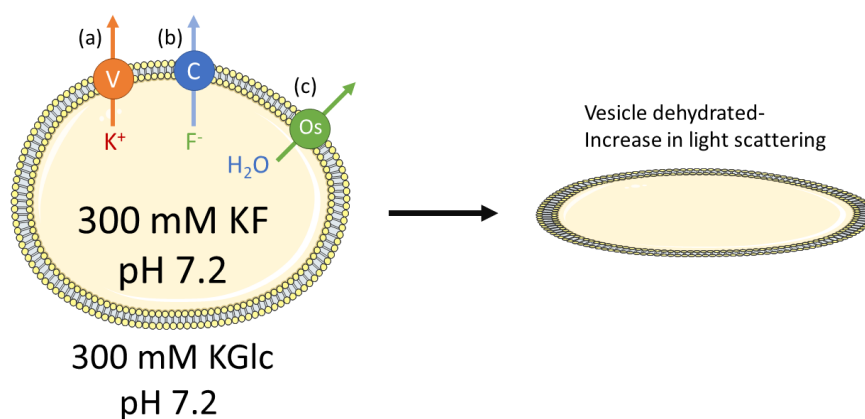 (a)
(b)
V
C
(c)
Os
K+
F-
H2O
300 mM KF
pH 7.2
300 mM KGlc
pH 7.2
Vesicle dehydrated-
Increase in light scattering